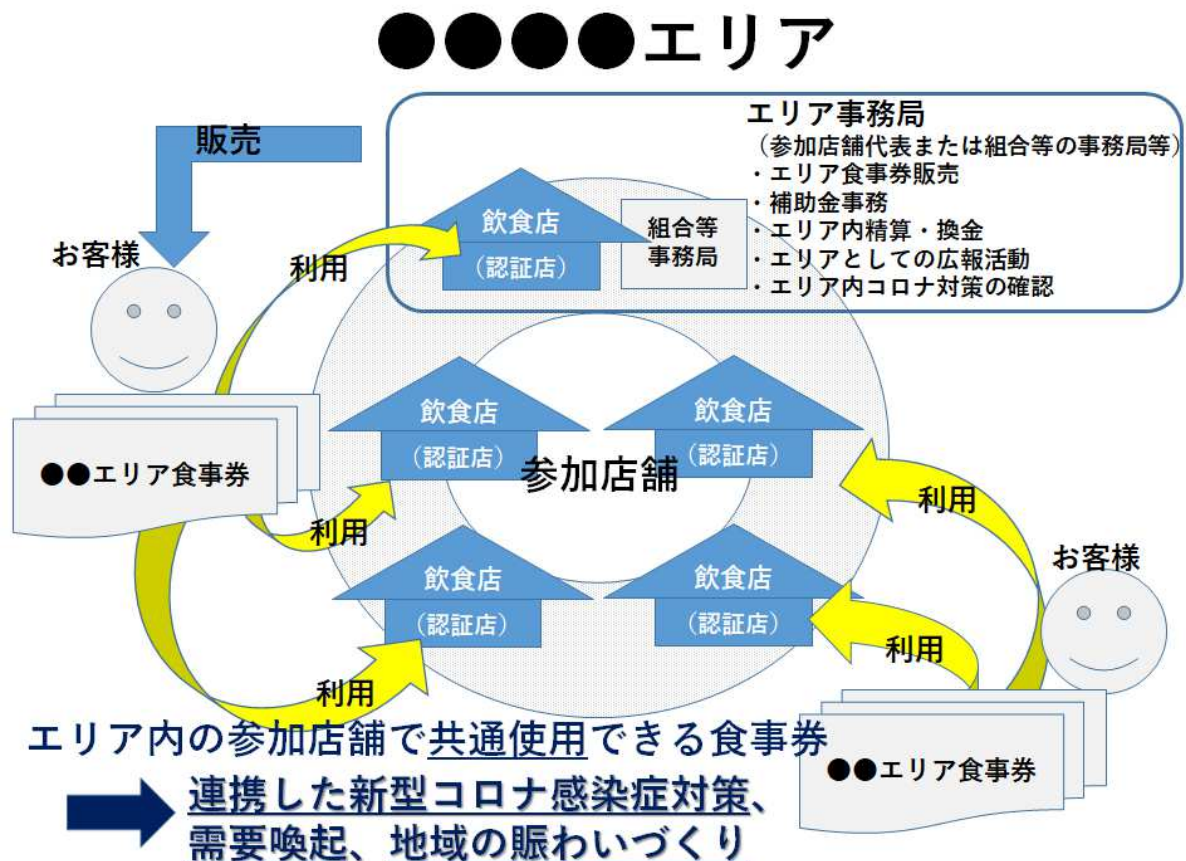 ●●●●エリア
エリア事務局
（参加店舗代表または組合等の事務局等）
・エリア食事券販売
・補助金事務
・エリア内精算・換金
・エリアとしての広報活動
・エリア内コロナ対策の確認
販売
飲食店
（認証店）
組合等
事務局
お客様
利用
●●エリア食事券
飲食店
（認証店）
飲食店
（認証店）
参加店舗
利用
利用
お客様
飲食店
（認証店）
飲食店
（認証店）
利用
利用
●●エリア食事券
エリア内の参加店舗で共通使用できる食事券
連携した新型コロナ感染症対策、
需要喚起、地域の賑わいづくり